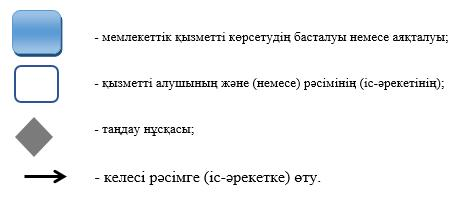 - мемлекеттік қызметті көрсетудің басталуы немесе аяқталуы;
- қызметті алушының және (немесе) рәсімінің (іс-әрекетінің);
- таңдау нұсқасы;
- келесі рәсімге (іс-әрекетке) өту.